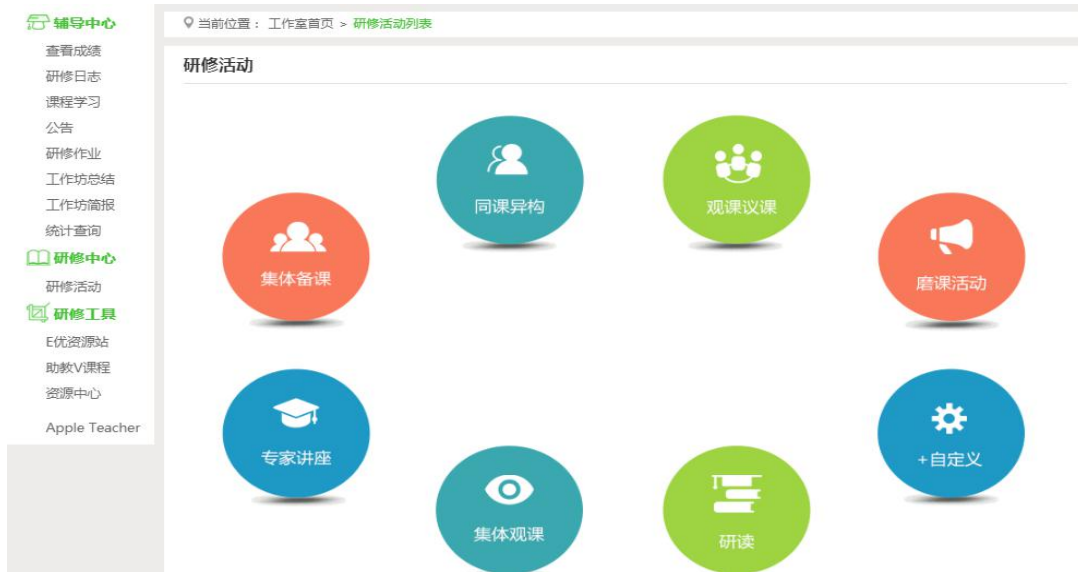 辅导中心
查看成绩
研修日志
课程学习
公告
研修作业
工作坊总结
工作坊简报
统计查询
研修中心
研修活动
研修工具
E优资源站
助教V课程
资源中心
Apple Teacher
当前位置： 工作室首页 > 研修活动列表
研修活动
同课异构
观课议课
集体备课
磨课活动
专家讲座
+自定义
集体观课
研读